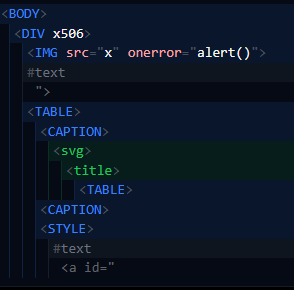 <BODY>
<DIV x506>
<IMG src="x" onerror="alert()">
#text
">
<TABLE>
<CAPTION>
<svg>
<title>
<TABLE>
<CAPTION>
<STYLE>
#text
<a id="